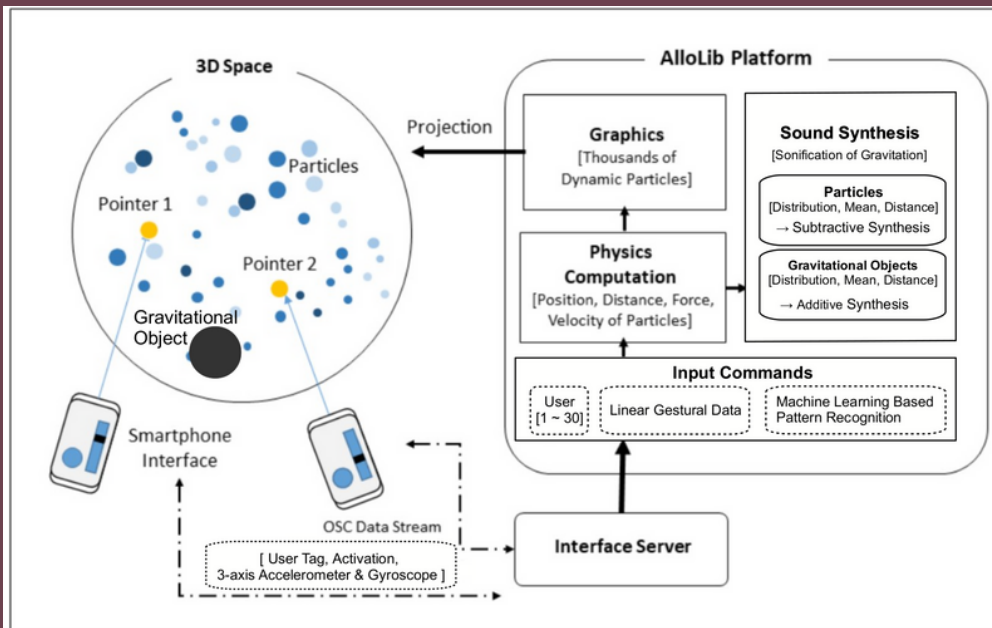 3D Space
Particles
Pointer 1
Pointer 2
Gravitational
Object
Smartphone
Interface
OSC Data Stream
[ User Tag, Activation,
3-axis Accelerometer & Gyroscope ]
Projection
AlloLib Platform
Graphics
[Thousands of
Dynamic Particles]
Physics
Computation
[Position, Distance, Force,
Velocity of Particles]
Sound Synthesis
[Sonification of Gravitation]
Particles
[Distribution, Mean, Distance]
→ Subtractive Synthesis
Gravitational Objects
[Distribution, Mean, Distance]
→ Additive Synthesis
Input Commands
User
[1 ~ 30]
Linear Gestural Data
Machine Learning Based
Pattern Recognition
Interface Server